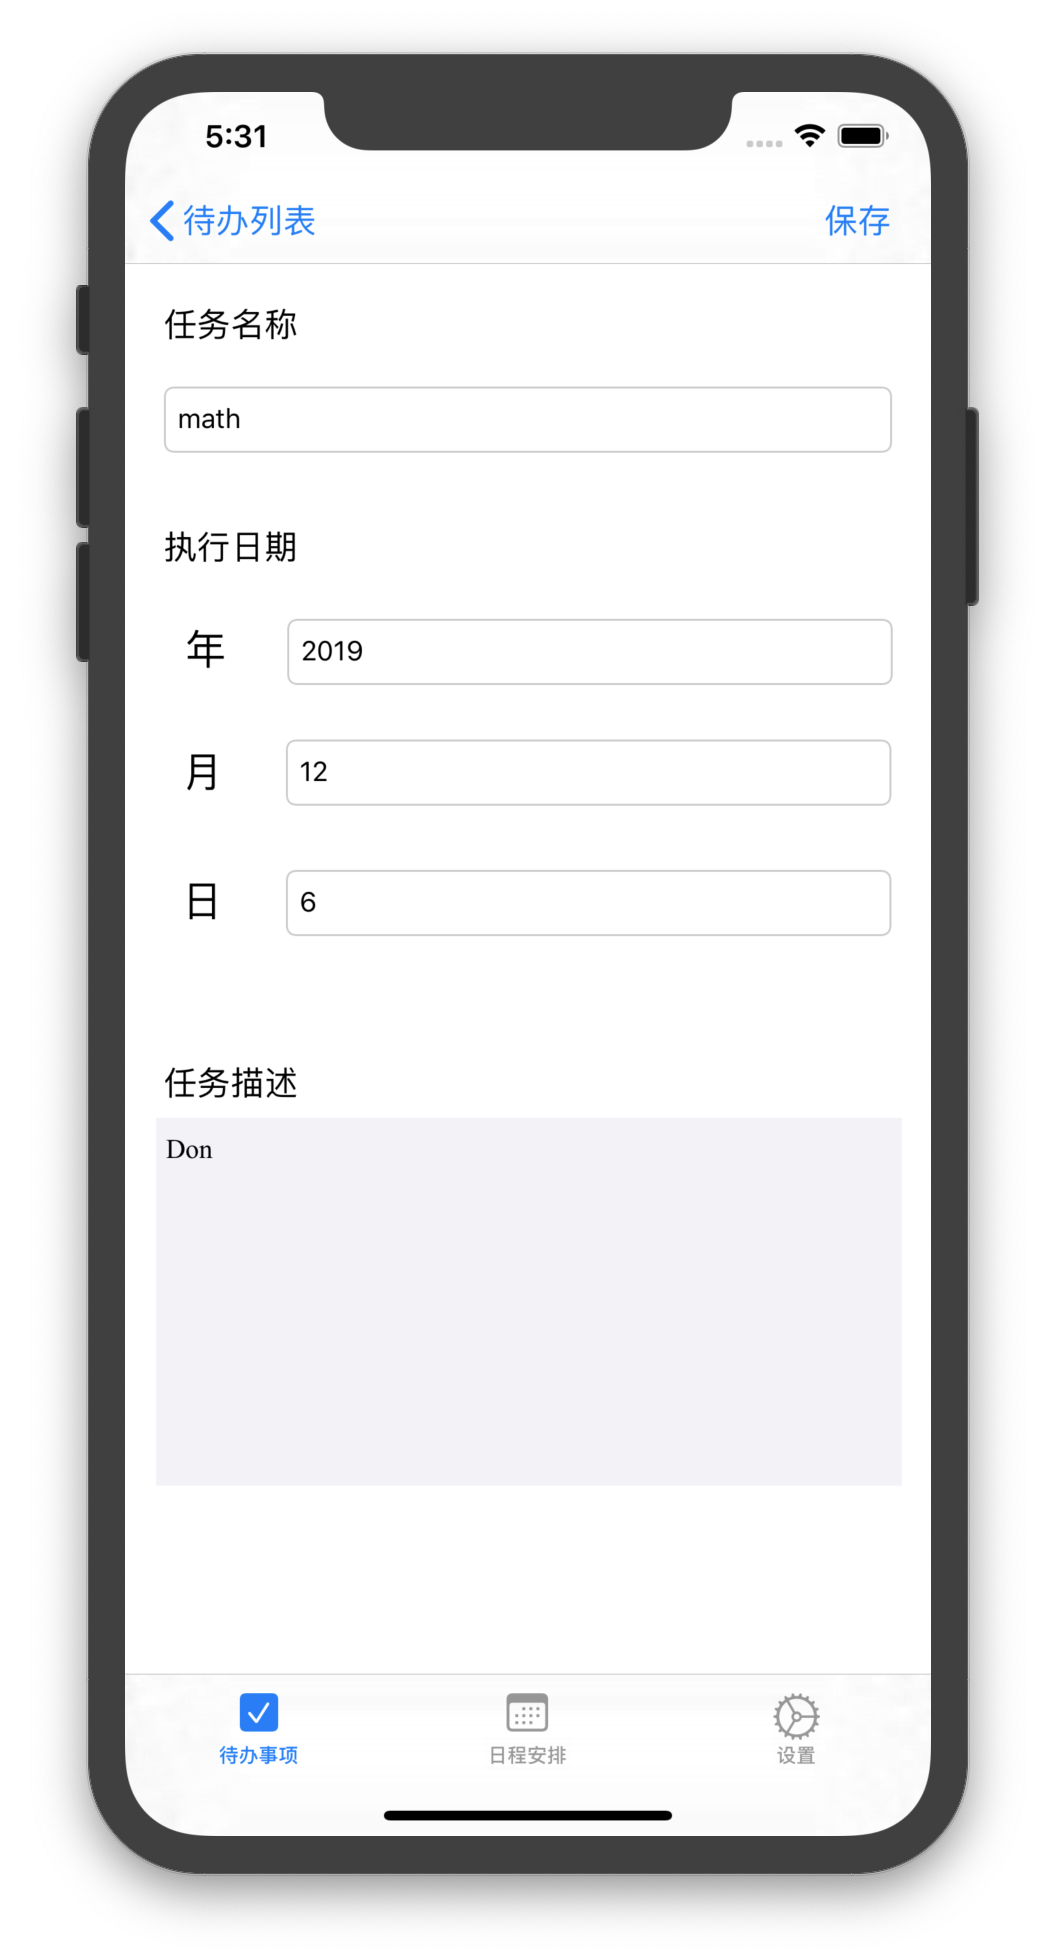 5:31
待办列表
保存
任务名称
math
执行日期
年 2019
月 12
日 6
任务描述
Don
待办事项 日程安排 设置